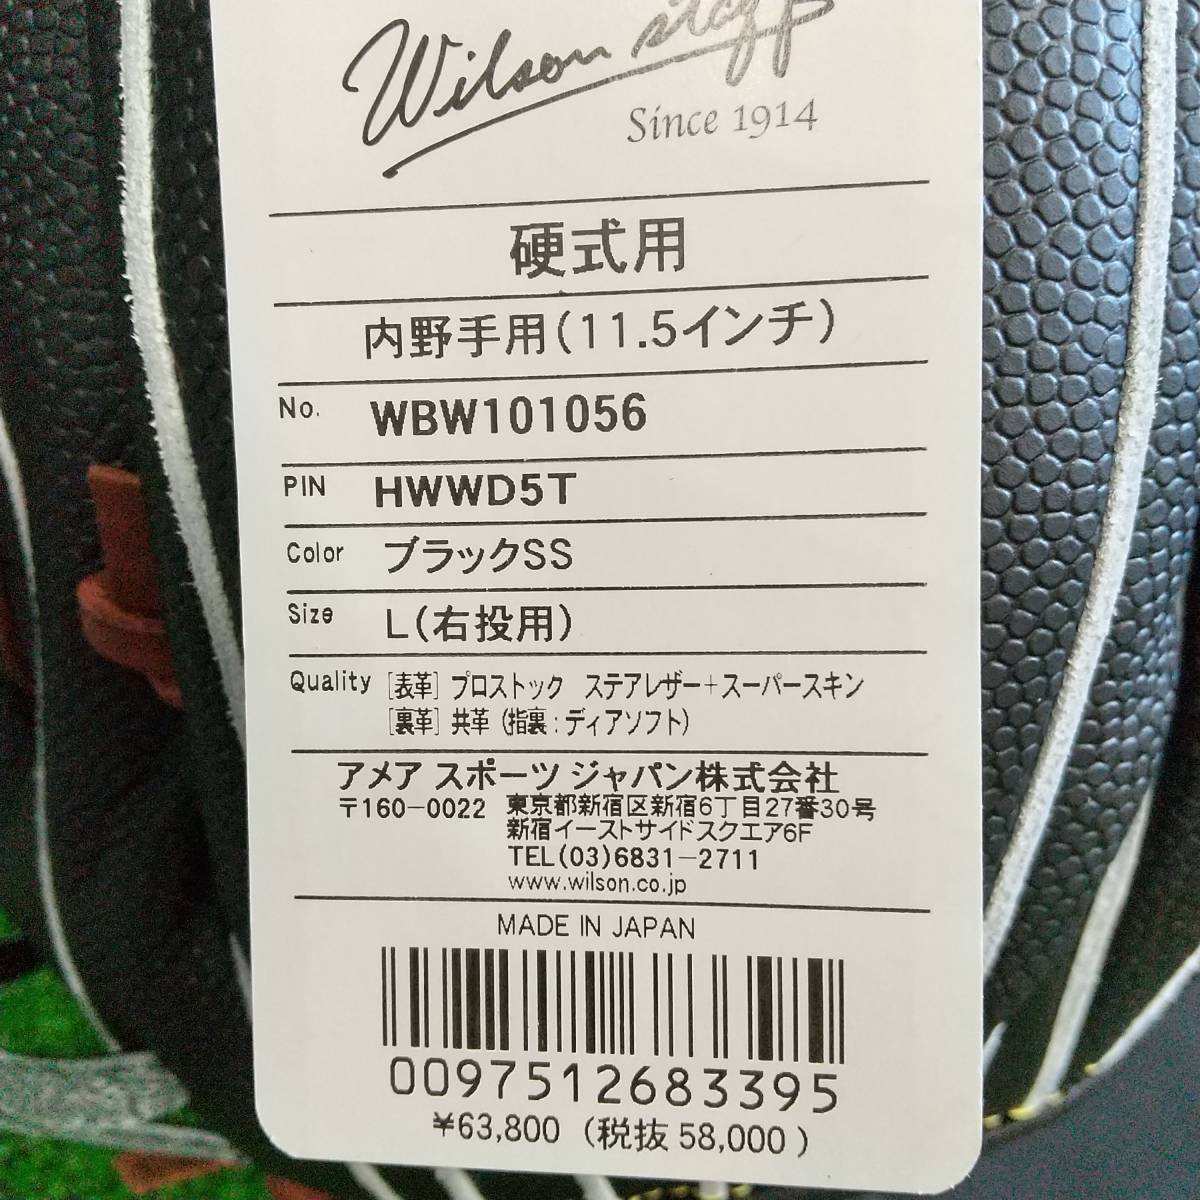 Wilson staff
Since 1914
硬式用
内野手用(11.5インチ)
No. WBW101056
PIN HWWD5T
Color ブラックSS
Size L(右投用)
Quality [表革] プロストック ステアレザー+スーパースキン
[裏革] 共革 (指裏:ディアソフト)
アメア スポーツ ジャパン株式会社
〒160-0022 東京都新宿区新宿6丁目27番30号
新宿イーストサイドスクエア6F
TEL(03)6831-2711
www.wilson.co.jp
MADE IN JAPAN
0097512683395
¥63,800 (税抜 58,000)